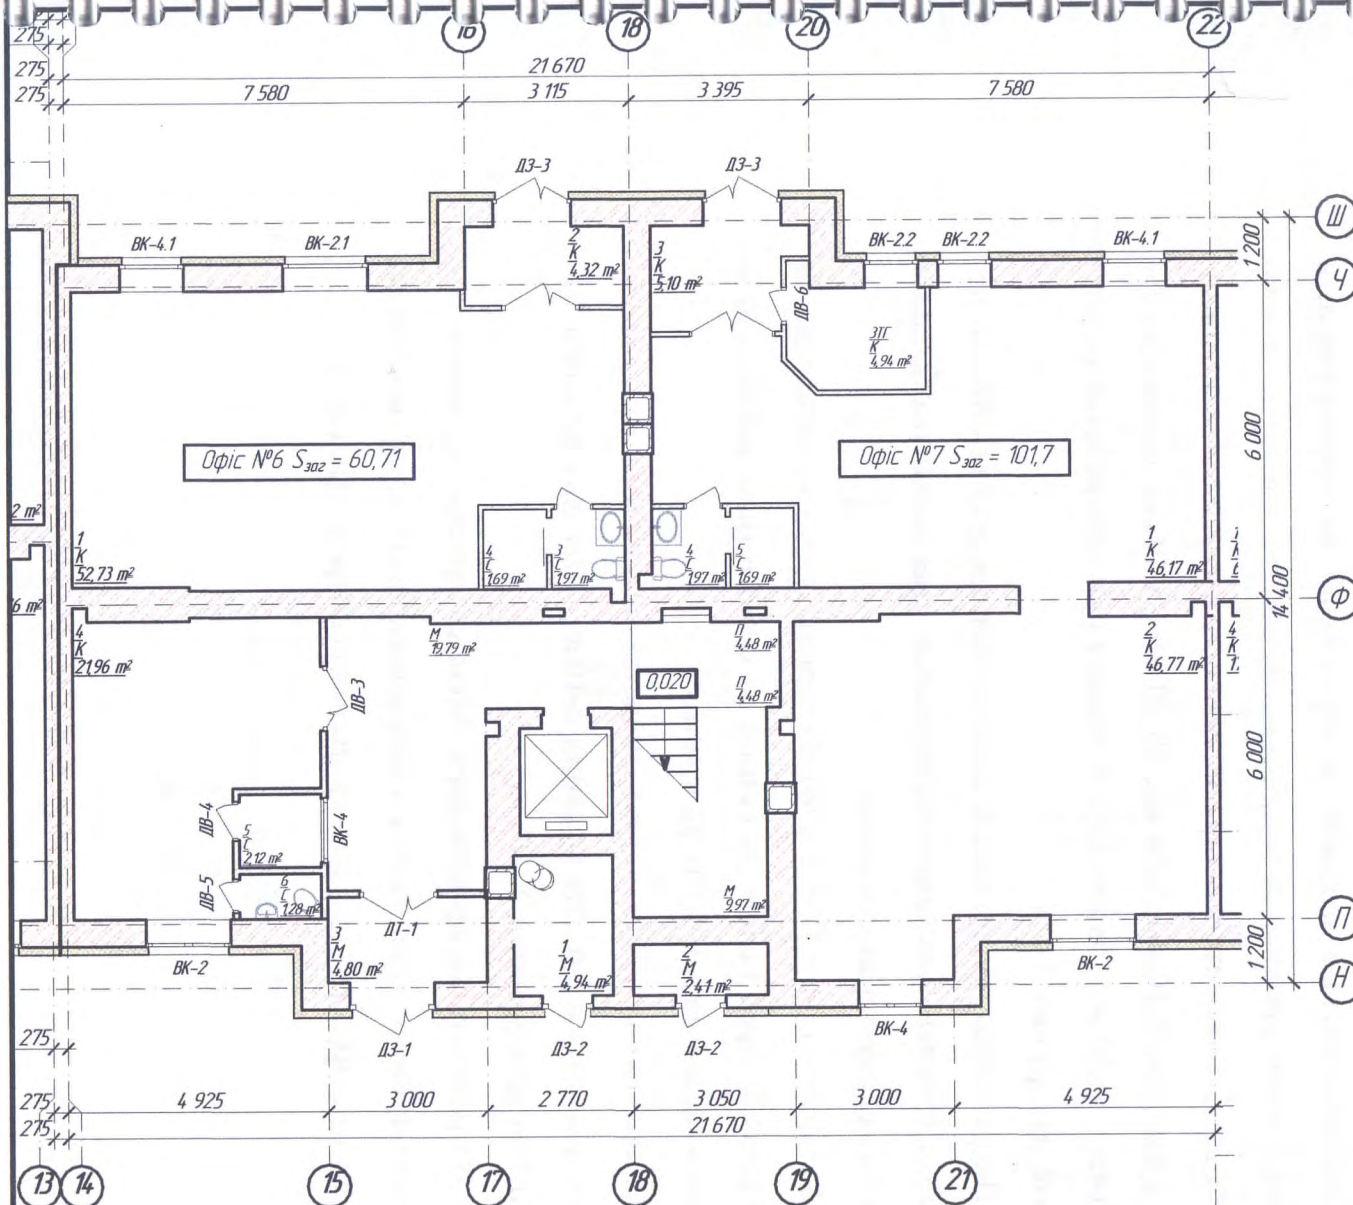 16
18
20
22
275
275
21 670
275
7 580
3 115
3 395
7 580
ДЗ-3
ДЗ-3
Ш
ВК-4.1
ВК-2.1
2
К
4,32 m²
3
К
5,10 m²
ВК-2.2
ВК-2.2
ВК-4.1
1 200
Ч
ДВ-6
3ТГ
К
4,94 m²
Офіс №6 Sзаг = 60,71
Офіс №7 Sзаг = 101,7
6 000
2 m²
1
К
52,73 m²
4
С
1,69 m²
3
С
1,97 m²
4
С
1,97 m²
5
С
1,69 m²
1
К
46,17 m²
14 400
Ф
6 m²
4
К
21,96 m²
М
19,79 m²
П
4,48 m²
2
К
46,77 m²
4
К
0,020
П
4,48 m²
ДВ-3
6 000
ДВ-4
5
С
2,12 m²
ВК-4
ДВ-5
6
С
1,28 m²
М
9,97 m²
ДТ-1
П
3
М
4,80 m²
1
М
4,94 m²
2
М
2,41 m²
1 200
ВК-2
ВК-2
Н
ВК-4
275
ДЗ-1
ДЗ-2
ДЗ-2
275
4 925
3 000
2 770
3 050
3 000
4 925
275
21 670
13
14
15
17
18
19
21